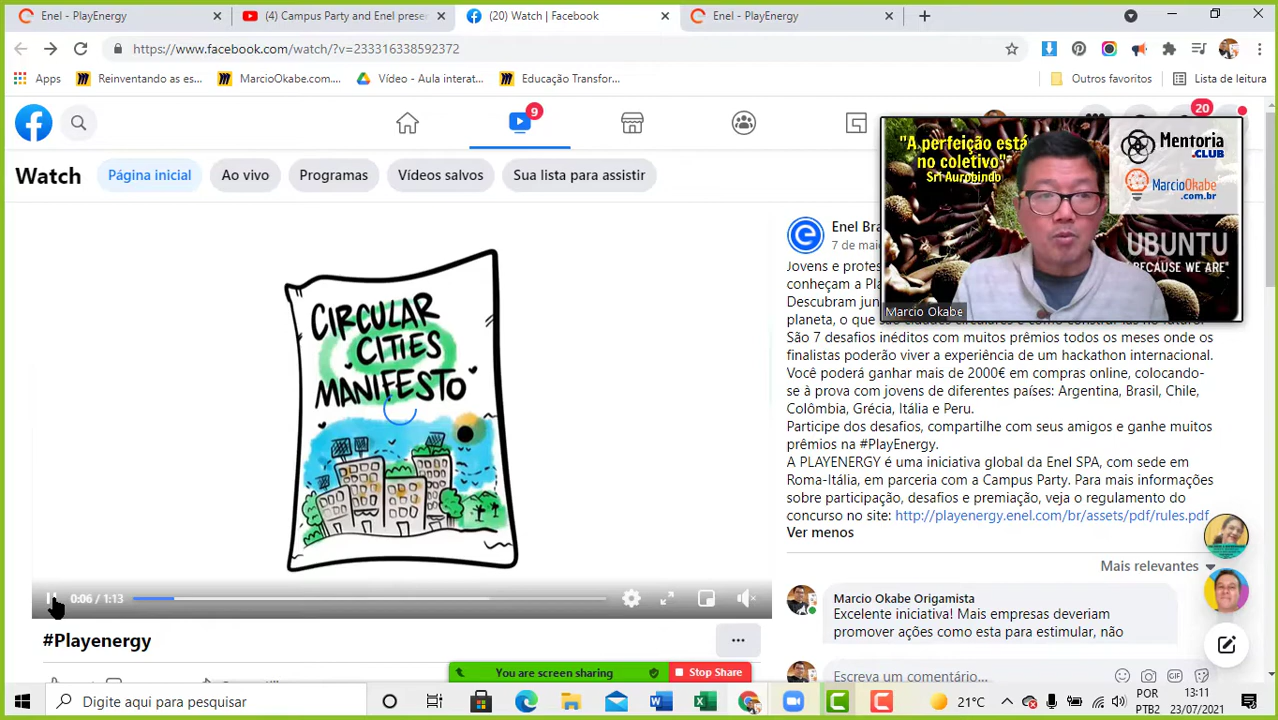 Enel - PlayEnergy
(4) Campus Party and Enel presen
(20) Watch | Facebook
Enel - PlayEnergy
https://www.facebook.com/watch/?v=233316338592372
Apps
Reinventando as es...
MarcioOkabe.com....
Vídeo - Aula interat...
Educação Transfor...
Outros favoritos
Lista de leitura
9
20
Watch
Página inicial
Ao vivo
Programas
Vídeos salvos
Sua lista para assistir
"A perfeição está
no coletivo"
Sri Aurobindo
Mentoria
.CLUB
MarcioOkabe
.com.br
UBUNTU
BECAUSE WE ARE"
Marcio Okabe
CIRCULAR
CITIES
MANIFESTO
0:06 / 1:13
#Playenergy
Enel Bra
7 de mai
Jovens e profes
conheçam a Pla
Descubram jun
São 7 desafios inéditos com muitos prêmios todos os meses onde os
finalistas poderão viver a experiência de um hackathon internacional.
Você poderá ganhar mais de 2000€ em compras online, colocando-
se à prova com jovens de diferentes países: Argentina, Brasil, Chile,
Colômbia, Grécia, Itália e Peru.
Participe dos desafios, compartilhe com seus amigos e ganhe muitos
prêmios na #PlayEnergy.
A PLAYENERGY é uma iniciativa global da Enel SPA, com sede em
Roma-Itália, em parceria com a Campus Party. Para mais informações
sobre participação, desafios e premiação, veja o regulamento do
concurso no site: http://playenergy.enel.com/br/assets/pdf/rules.pdf
Ver menos
Mais relevantes
Marcio Okabe Origamista
Excelente iniciativa! Mais empresas deveriam
promover ações como esta para estimular, não
Escreva um comentário...
You are screen sharing
Stop Share
Digite aqui para pesquisar
21°C
POR
PTB2
13:11
23/07/2021